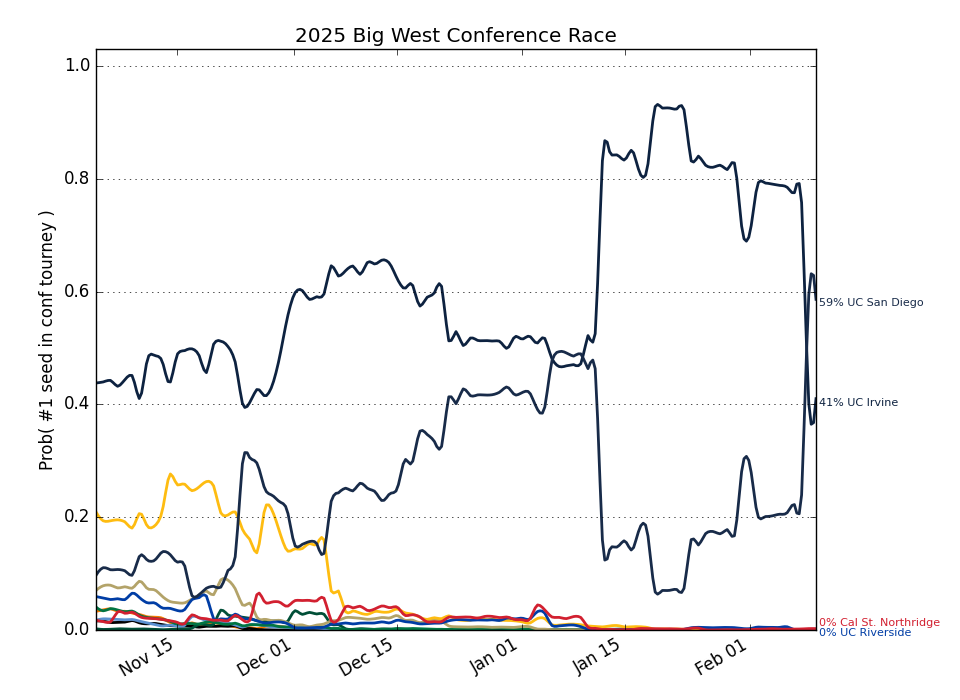 2025 Big West Conference Race
Prob( #1 seed in conf tourney )
1.0
0.8
0.6
0.4
0.2
0.0
59% UC San Diego
41% UC Irvine
0% Cal St. Northridge
0% UC Riverside
Nov 15
Dec 01
Dec 15
Jan 01
Jan 15
Feb 01